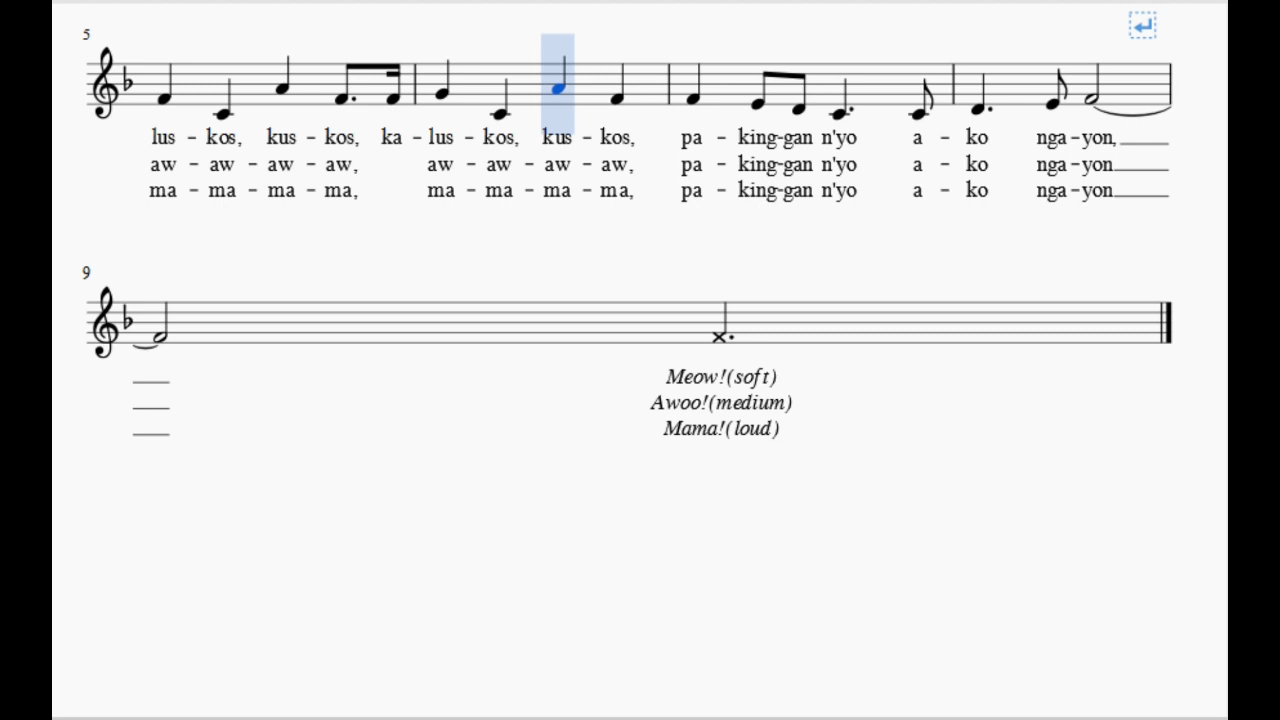 5
lus - kos, kus - kos, ka - lus - kos, kus - kos, pa - king-gan n'yo a - ko nga-yon,
aw - aw - aw - aw, aw - aw - aw - aw, pa - king-gan n'yo a - ko nga-yon
ma - ma - ma - ma, ma - ma - ma - ma, pa - king-gan n'yo a - ko nga-yon
9
Meow!(soft)
Awoo!(medium)
Mama!(loud)